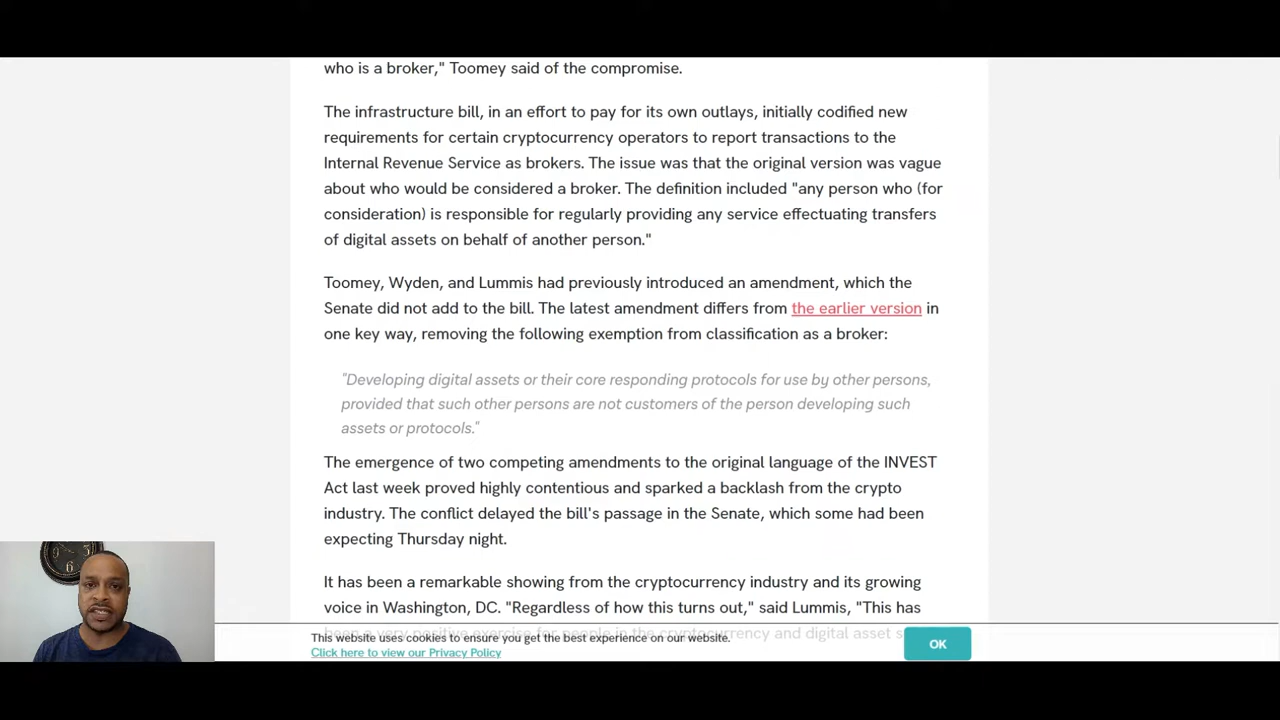 who is a broker," Toomey said of the compromise.
The infrastructure bill, in an effort to pay for its own outlays, initially codified new
requirements for certain cryptocurrency operators to report transactions to the
Internal Revenue Service as brokers. The issue was that the original version was vague
about who would be considered a broker. The definition included "any person who (for
consideration) is responsible for regularly providing any service effectuating transfers
of digital assets on behalf of another person."
Toomey, Wyden, and Lummis had previously introduced an amendment, which the
Senate did not add to the bill. The latest amendment differs from the earlier version in
one key way, removing the following exemption from classification as a broker:
"Developing digital assets or their core responding protocols for use by other persons,
provided that such other persons are not customers of the person developing such
assets or protocols."
The emergence of two competing amendments to the original language of the INVEST
Act last week proved highly contentious and sparked a backlash from the crypto
industry. The conflict delayed the bill's passage in the Senate, which some had been
expecting Thursday night.
It has been a remarkable showing from the cryptocurrency industry and its growing
voice in Washington, DC. "Regardless of how this turns out," said Lummis, "This has
been a very positive exercise for people in the cryptocurrency and digital asset
This website uses cookies to ensure you get the best experience on our website.
Click here to view our Privacy Policy
OK